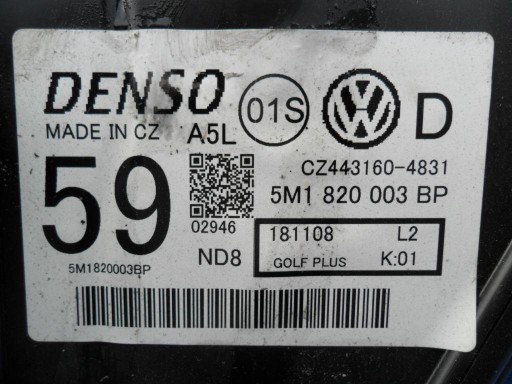 DENSO
01S
D
MADE IN CZ
A5L
59
CZ443160-4831
5M1 820 003 BP
02946
181108 L2
ND8
GOLF PLUS K:01
5M1820003BP